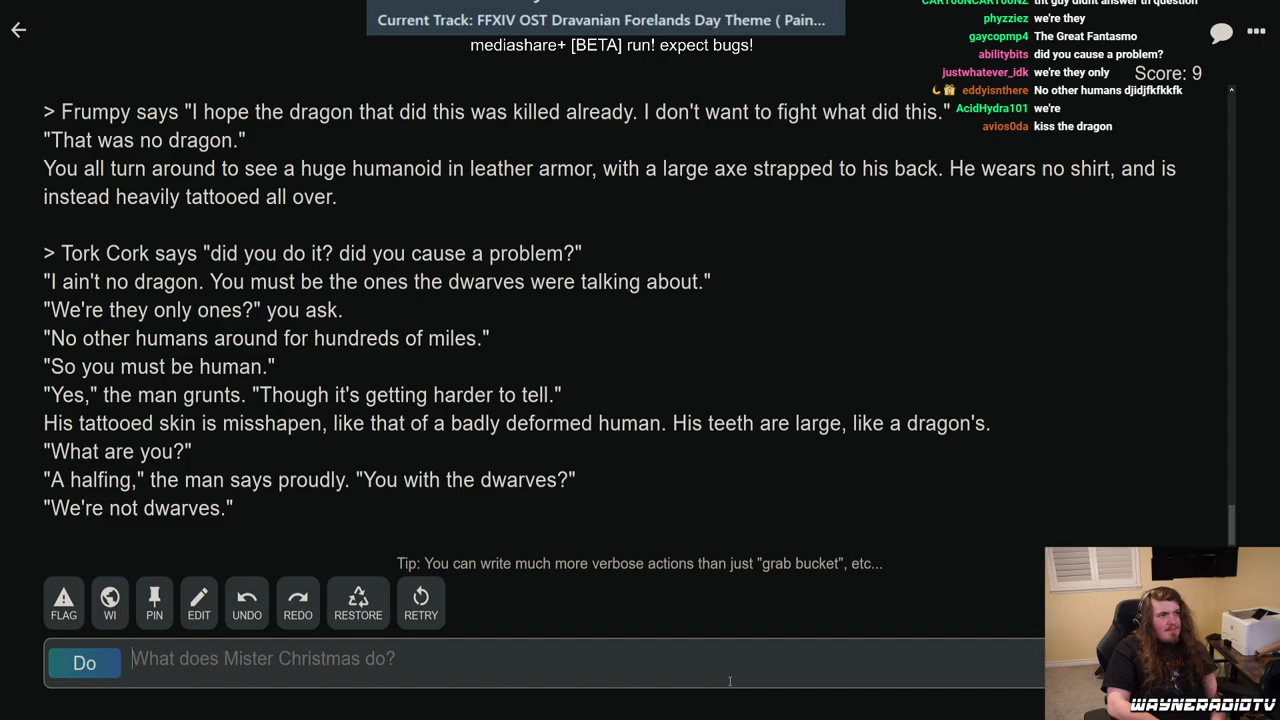 Current Track: FFXIV OST Dravanian Forelands Day Theme ( Pain...
mediashare+ [BETA] run! expect bugs!
phyzziez we're they
gaycopmp4 The Great Fantasmo
abilitybits did you cause a problem?
justwhatever_idk we're they only
Score: 9
eddyisnthere No other humans djidjfkfkkfk
AcidHydra101 we're
avios0da kiss the dragon
> Frumpy says "I hope the dragon that did this was killed already. I don't want to fight what did this."
"That was no dragon."
You all turn around to see a huge humanoid in leather armor, with a large axe strapped to his back. He wears no shirt, and is
instead heavily tattooed all over.
> Tork Cork says "did you do it? did you cause a problem?"
"I ain't no dragon. You must be the ones the dwarves were talking about."
"We're they only ones?" you ask.
"No other humans around for hundreds of miles."
"So you must be human."
"Yes," the man grunts. "Though it's getting harder to tell."
His tattooed skin is misshapen, like that of a badly deformed human. His teeth are large, like a dragon's.
"What are you?"
"A halfing," the man says proudly. "You with the dwarves?"
"We're not dwarves."
Tip: You can write much more verbose actions than just "grab bucket", etc...
FLAG WI PIN EDIT UNDO REDO RESTORE RETRY
Do What does Mister Christmas do?
WAYNERADIOTV